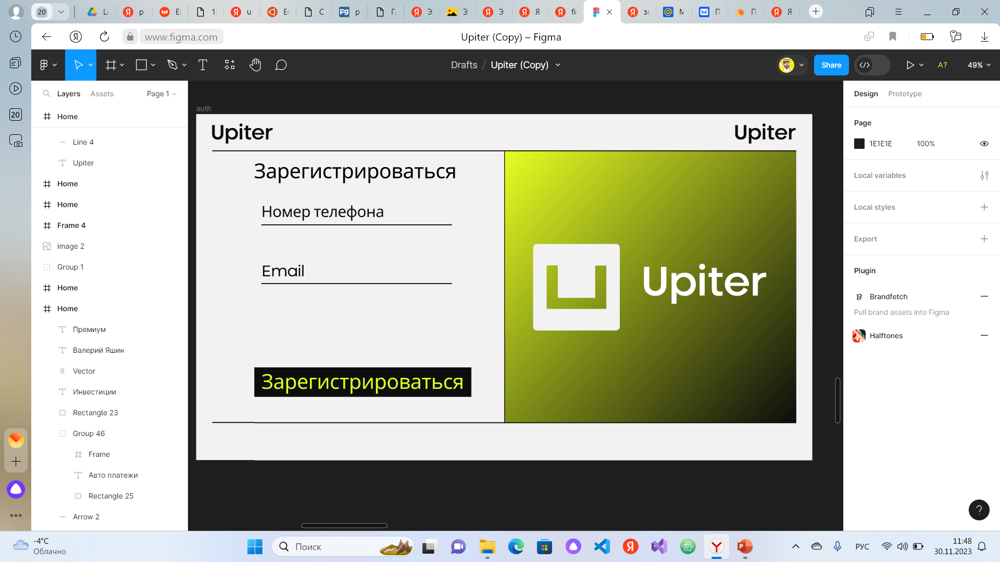 20
www.figma.com
Upiter (Copy) – Figma
Drafts / Upiter (Copy)
Share
A?
49%
Layers
Assets
Page 1
Home
Line 4
Upiter
Home
Home
Frame 4
image 2
Group 1
Home
Home
Премиум
Валерий Яшин
Vector
Инвестиции
Rectangle 23
Group 46
Frame
Авто платежи
Rectangle 25
Arrow 2
20
auth
Upiter
Upiter
Зарегистрироваться
Номер телефона
Email
Зарегистрироваться
Upiter
Design
Prototype
Page
1E1E1E
100%
Local variables
Local styles
Export
Plugin
Brandfetch
Pull brand assets into Figma
Halftones
?
-4°C
Облачно
Поиск
РУС
11:48
30.11.2023